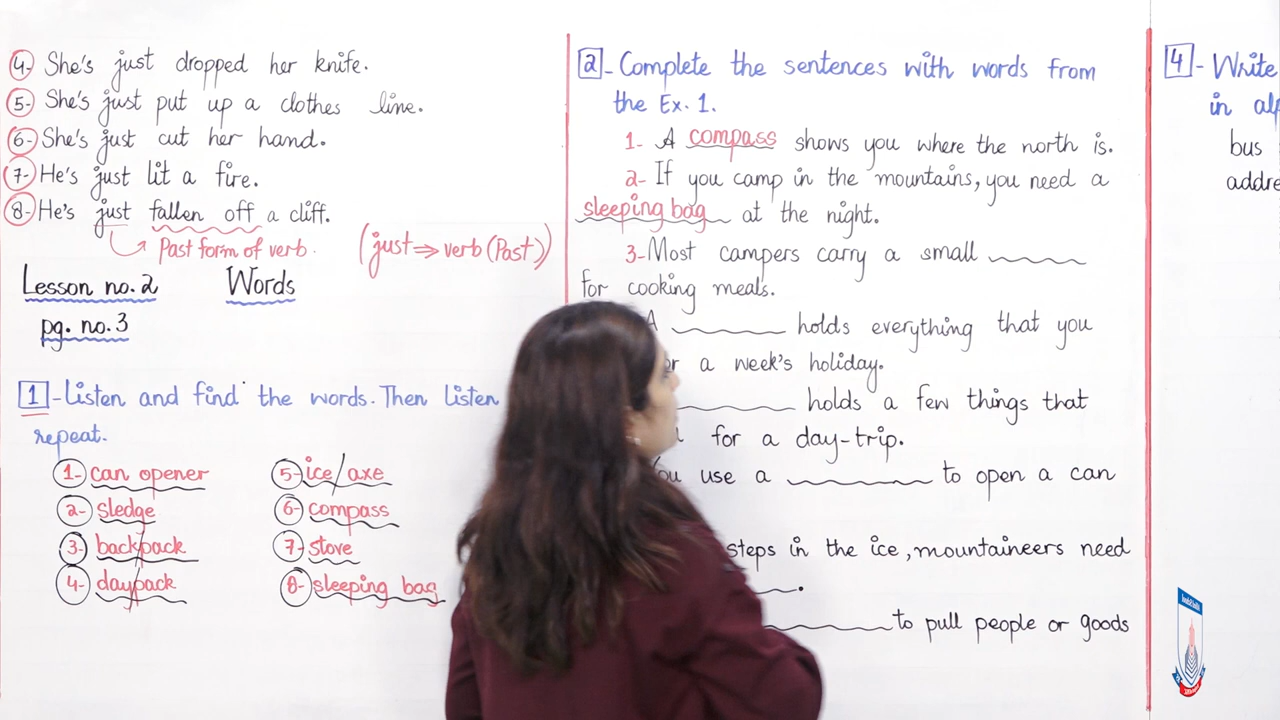 4- She's just dropped her knife.
5- She's just put up a clothes line.
6- She's just cut her hand.
7- He's just lit a fire.
8- He's just fallen off a cliff.
Past form of verb.
(just ⇒ verb (Past))
Lesson no. 2 Words
pg. no. 3
1 - Listen and find the words. Then listen
repeat.
1- can opener
2- sledge
3- back/pack
4- day/pack
5- ice/axe
6- compass
7- stove
8- sleeping bag
2 - Complete the sentences with words from
the Ex. 1.
1- A compass shows you where the north is.
2- If you camp in the mountains, you need a
sleeping bag at the night.
3- Most campers carry a small
for cooking meals.
A holds everything that you
a week's holiday.
holds a few things that
for a day-trip.
use a to open a can
steps in the ice, mountaineers need
.
to pull people or goods
4 - Write
in
bus